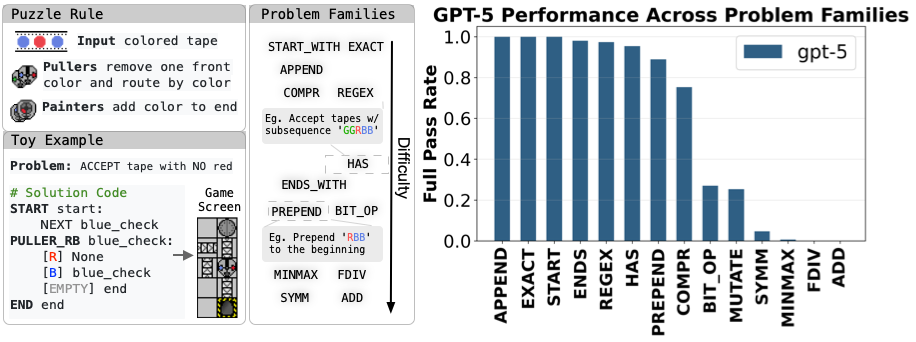 Puzzle Rule
Input colored tape
Pullers remove one front
color and route by color
Painters add color to end
Toy Example
Problem: ACCEPT tape with NO red
# Solution Code
START start:
NEXT blue_check
PULLER_RB blue_check:
[R] None
[B] blue_check
[EMPTY] end
END end
Game
Screen
Problem Families
START_WITH EXACT
APPEND
COMPR REGEX
Eg. Accept tapes w/
subsequence 'GGRBB'
HAS
ENDS_WITH
PREPEND BIT_OP
Eg. Prepend 'RBB'
to the beginning
MINMAX FDIV
SYMM ADD
Difficulty
GPT-5 Performance Across Problem Families
gpt-5
Full Pass Rate
1.0
0.8
0.6
0.4
0.2
0.0
APPEND
EXACT
START
ENDS
REGEX
HAS
PREPEND
COMPR
BIT_OP
MUTATE
SYMM
MINMAX
FDIV
ADD